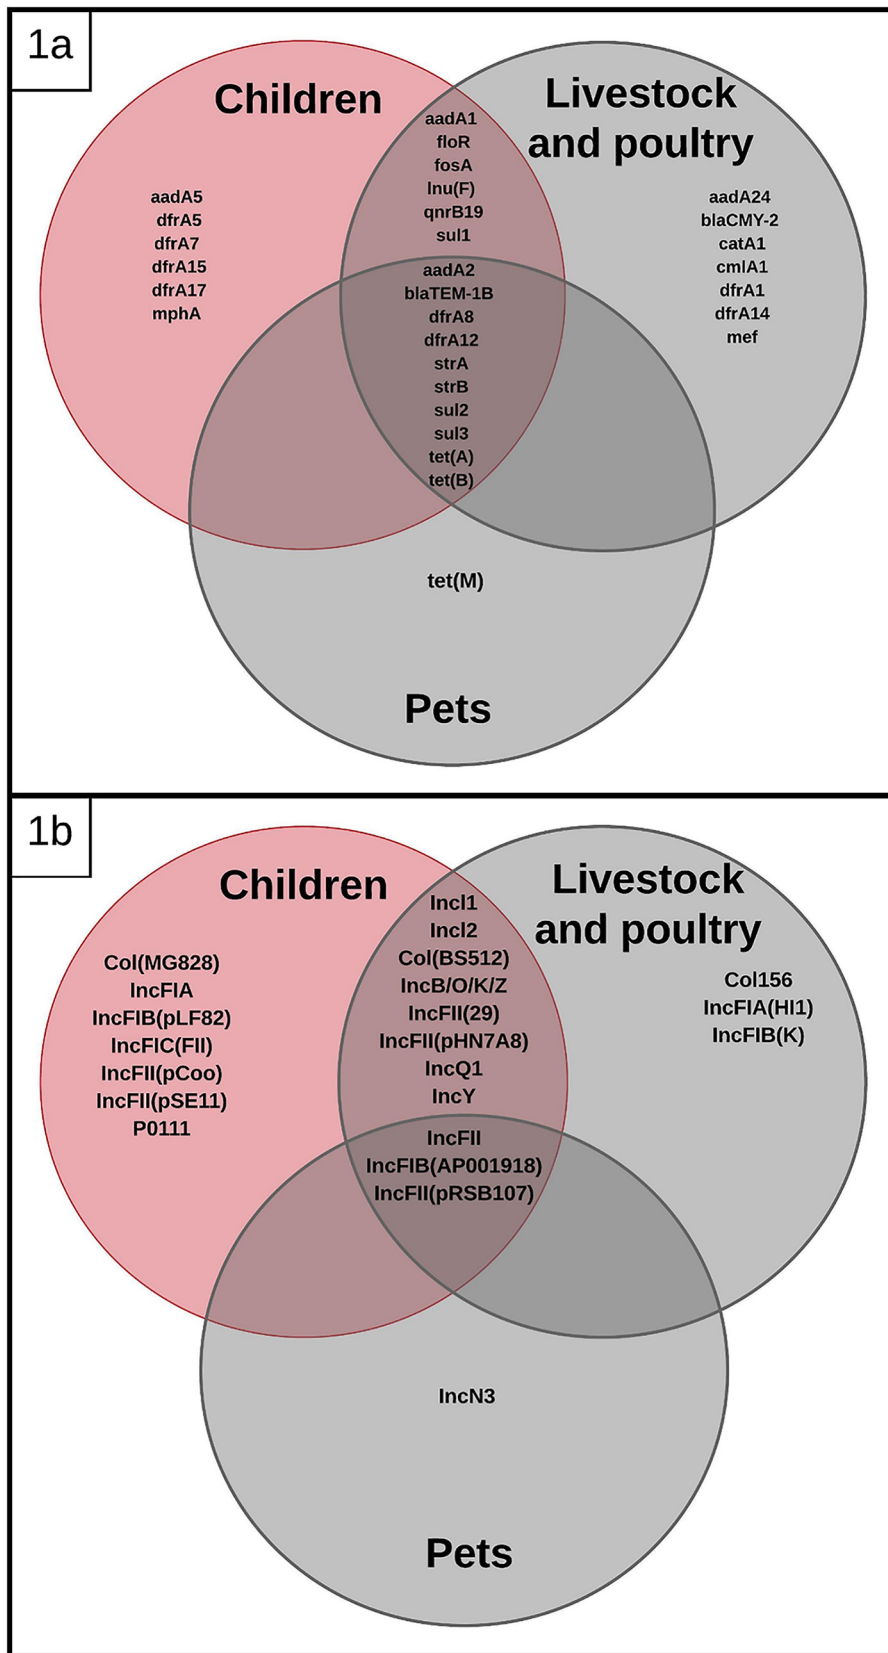 1a
Children
Livestock
and poultry
aadA5
dfrA5
dfrA7
dfrA15
dfrA17
mphA
aadA1
floR
fosA
lnu(F)
qnrB19
sul1
aadA24
blaCMY-2
catA1
cmlA1
dfrA1
dfrA14
mef
aadA2
blaTEM-1B
dfrA8
dfrA12
strA
strB
sul2
sul3
tet(A)
tet(B)
tet(M)
Pets
1b
Children
Livestock
and poultry
Col(MG828)
IncFIA
IncFIB(pLF82)
IncFIC(FII)
IncFII(pCoo)
IncFII(pSE11)
P0111
IncI1
IncI2
Col(BS512)
IncB/O/K/Z
IncFII(29)
IncFII(pHN7A8)
IncQ1
IncY
Col156
IncFIA(HI1)
IncFIB(K)
IncFII
IncFIB(AP001918)
IncFII(pRSB107)
IncN3
Pets